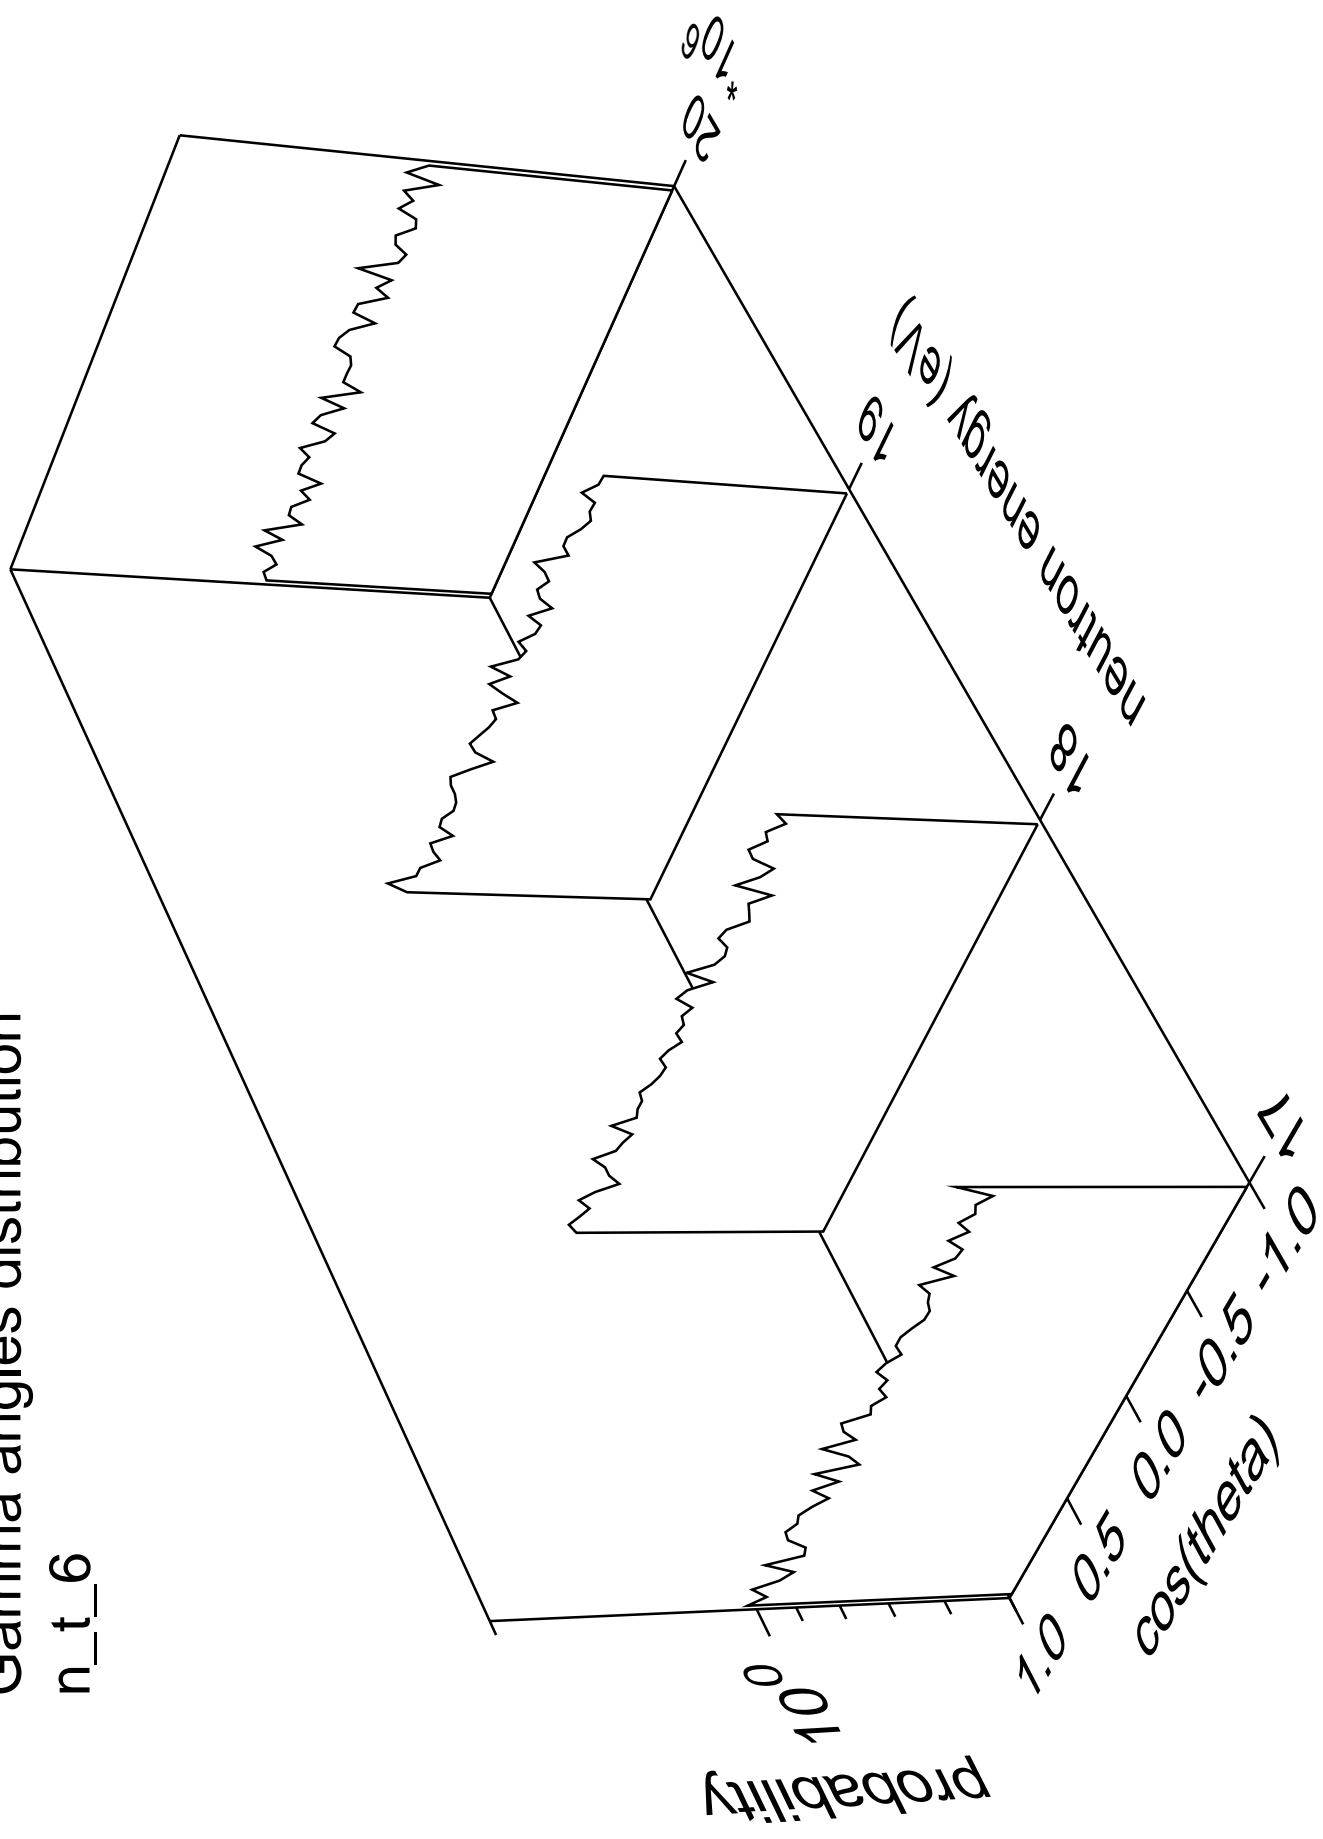 Gamma angles distribution
n_t_6
probability
10 0
1.0
0.5
0.0
-0.5
-1.0
cos(theta)
17
18
19
20
* 10 6
neutron energy (eV)